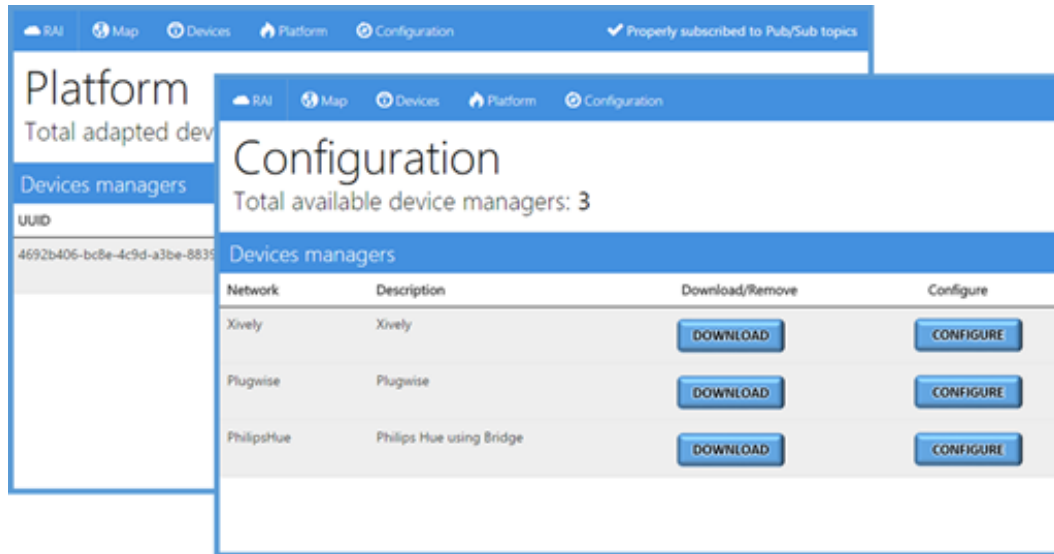 RAI Map Devices Platform Configuration Properly subscribed to Pub/Sub topics
Platform
Total adapted dev
Devices managers
UUID
4692b406-bc8e-4c9d-a3be-8839
RAI Map Devices Platform Configuration
Configuration
Total available device managers: 3
Devices managers
Network Description Download/Remove Configure
Xively Xively DOWNLOAD CONFIGURE
Plugwise Plugwise DOWNLOAD CONFIGURE
PhilipsHue Philips Hue using Bridge DOWNLOAD CONFIGURE